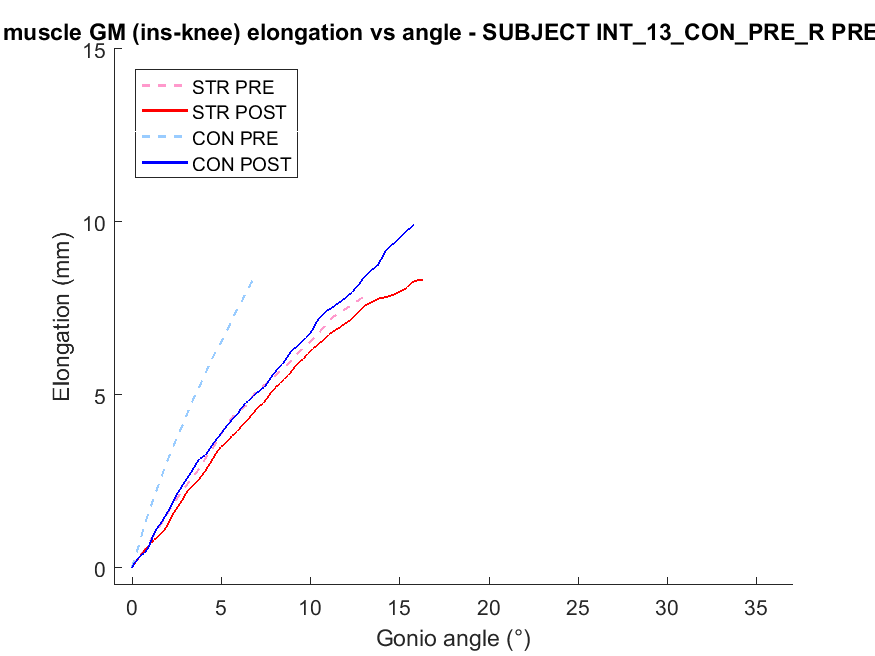 muscle GM (ins-knee) elongation vs angle - SUBJECT INT_13_CON_PRE_R PRE
15
10
5
0
Elongation (mm)
STR PRE
STR POST
CON PRE
CON POST
0 5 10 15 20 25 30 35
Gonio angle (°)